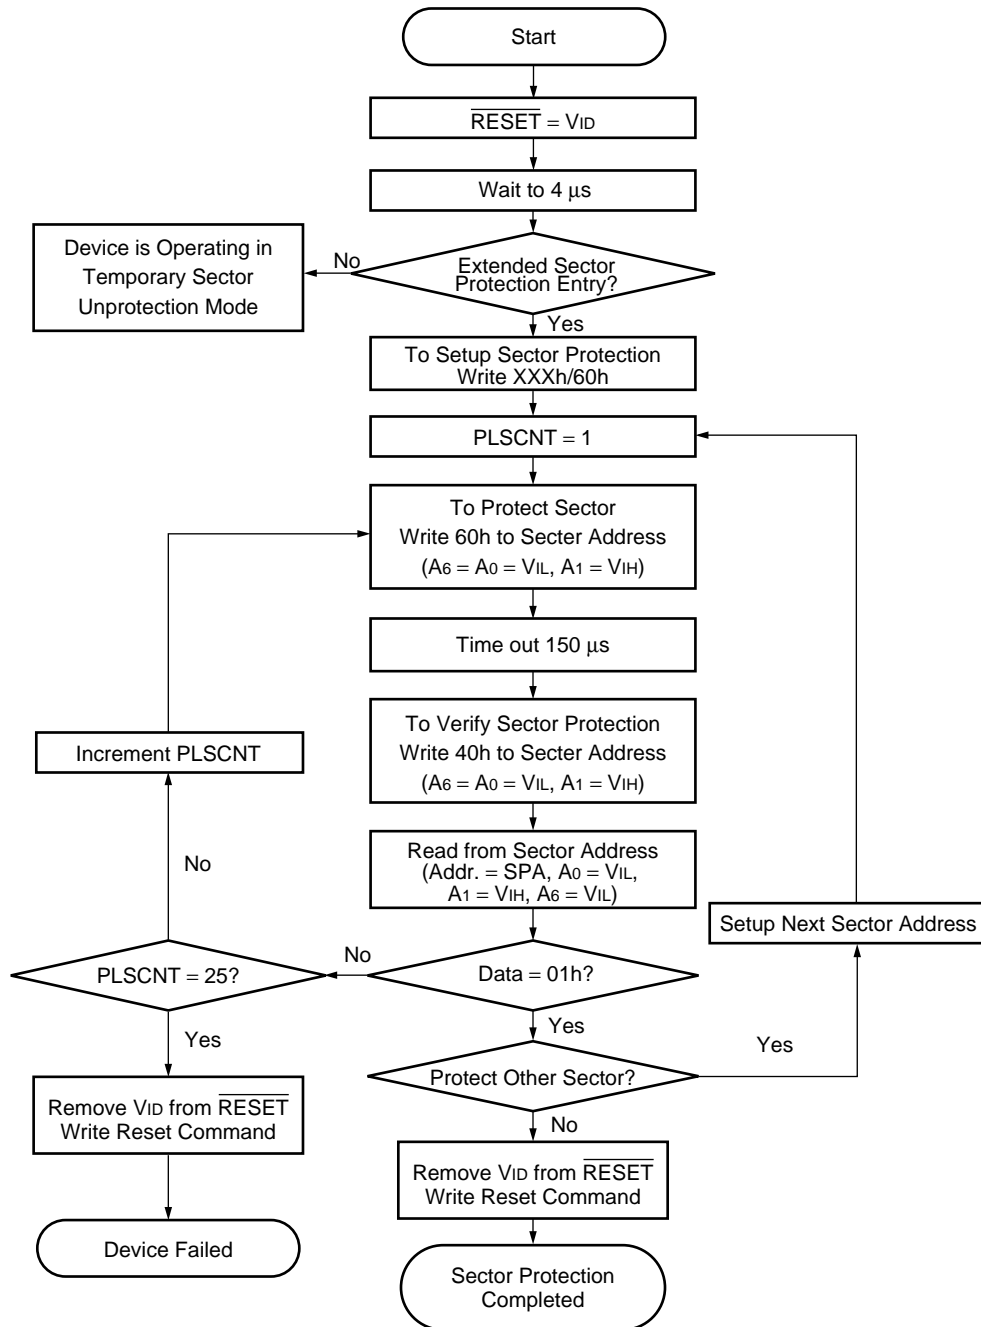 Start
R̅E̅S̅E̅T̅ = VID
Wait to 4 μs
Device is Operating in
Temporary Sector
Unprotection Mode
No
Extended Sector
Protection Entry?
Yes
To Setup Sector Protection
Write XXXh/60h
PLSCNT = 1
To Protect Sector
Write 60h to Secter Address
(A6 = A0 = VIL, A1 = VIH)
Time out 150 μs
To Verify Sector Protection
Write 40h to Secter Address
(A6 = A0 = VIL, A1 = VIH)
Increment PLSCNT
No
Read from Sector Address
(Addr. = SPA, A0 = VIL,
A1 = VIH, A6 = VIL)
Setup Next Sector Address
PLSCNT = 25?
No
Data = 01h?
Yes
Yes
Yes
Protect Other Sector?
No
Remove VID from R̅E̅S̅E̅T̅
Write Reset Command
Remove VID from R̅E̅S̅E̅T̅
Write Reset Command
Device Failed
Sector Protection
Completed